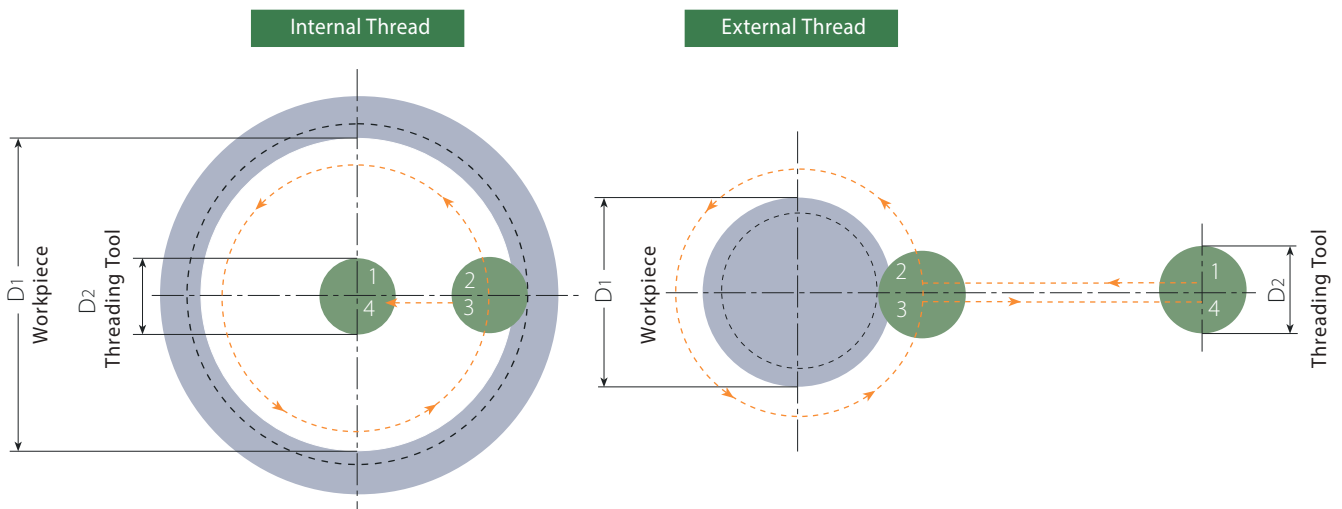 Internal Thread
External Thread
D1
Workpiece
D2
Threading Tool
1
4
2
3
D1
Workpiece
2
3
1
4
D2
Threading Tool